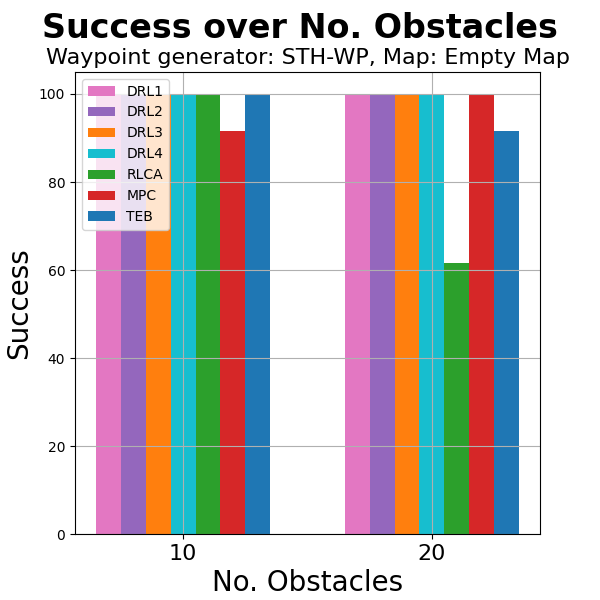 Success over No. Obstacles
Waypoint generator: STH-WP, Map: Empty Map
100
80
60
40
20
0
Success
DRL1
DRL2
DRL3
DRL4
RLCA
MPC
TEB
10
20
No. Obstacles